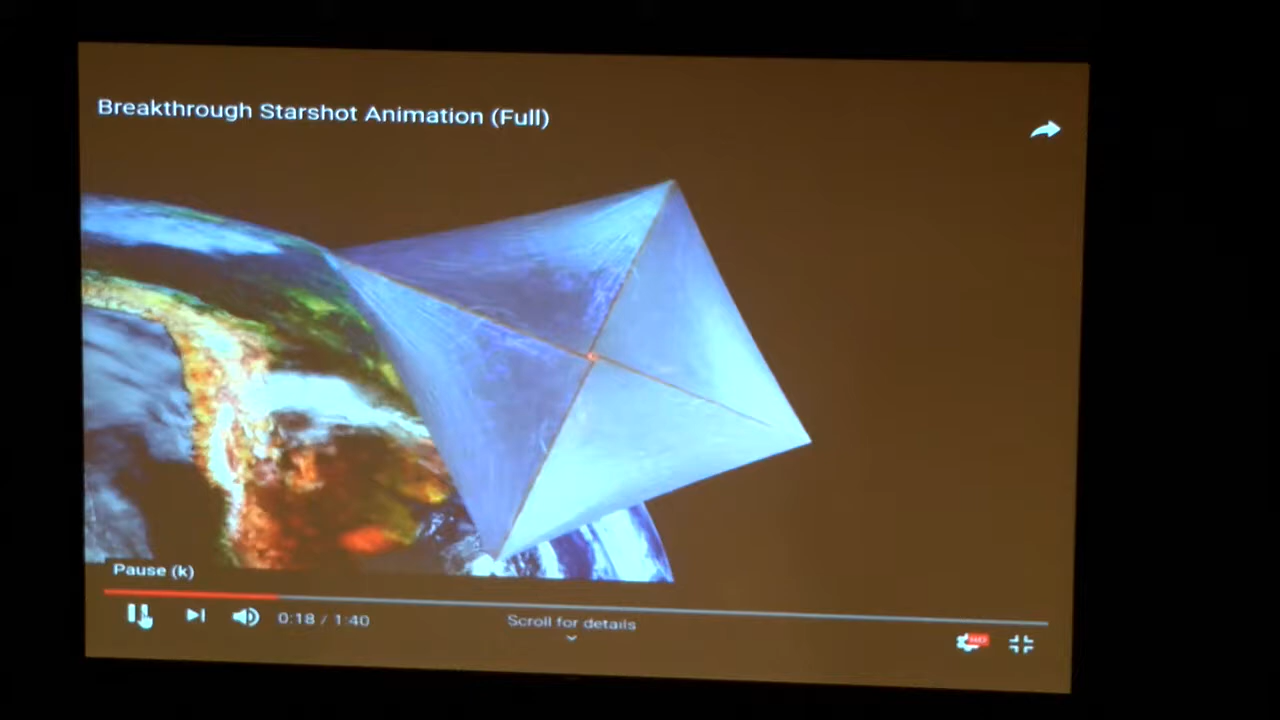 Breakthrough Starshot Animation (Full)
Pause (k)
0:18 / 1:40
Scroll for details